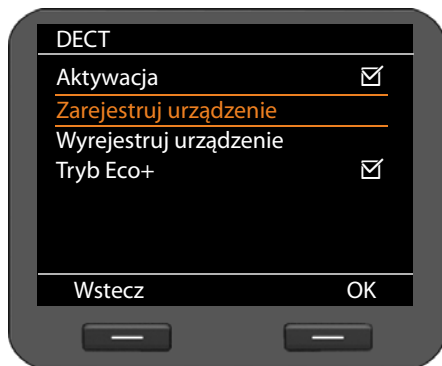 DECT
Aktywacja
Zarejestruj urządzenie
Wyrejestruj urządzenie
Tryb Eco+
Wstecz OK